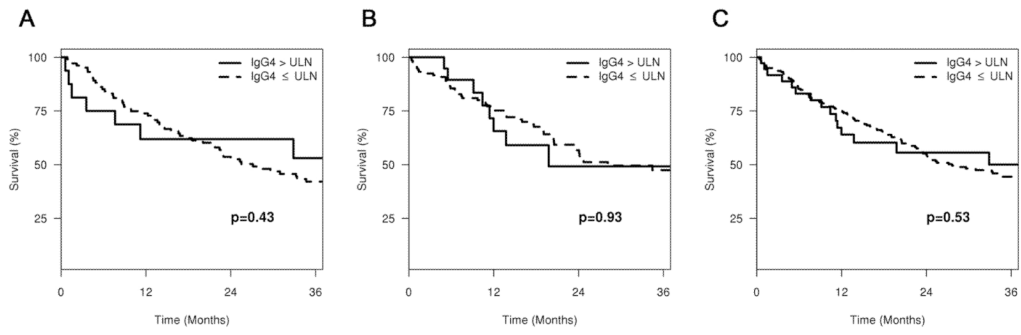 A
100
75
50
25
Survival (%)
IgG4 > ULN
IgG4 ≤ ULN
p=0.43
0 12 24 36
Time (Months)
B
100
75
50
25
Survival (%)
IgG4 > ULN
IgG4 ≤ ULN
p=0.93
0 12 24 36
Time (Months)
C
100
75
50
25
Survival (%)
IgG4 > ULN
IgG4 ≤ ULN
p=0.53
0 12 24 36
Time (Months)